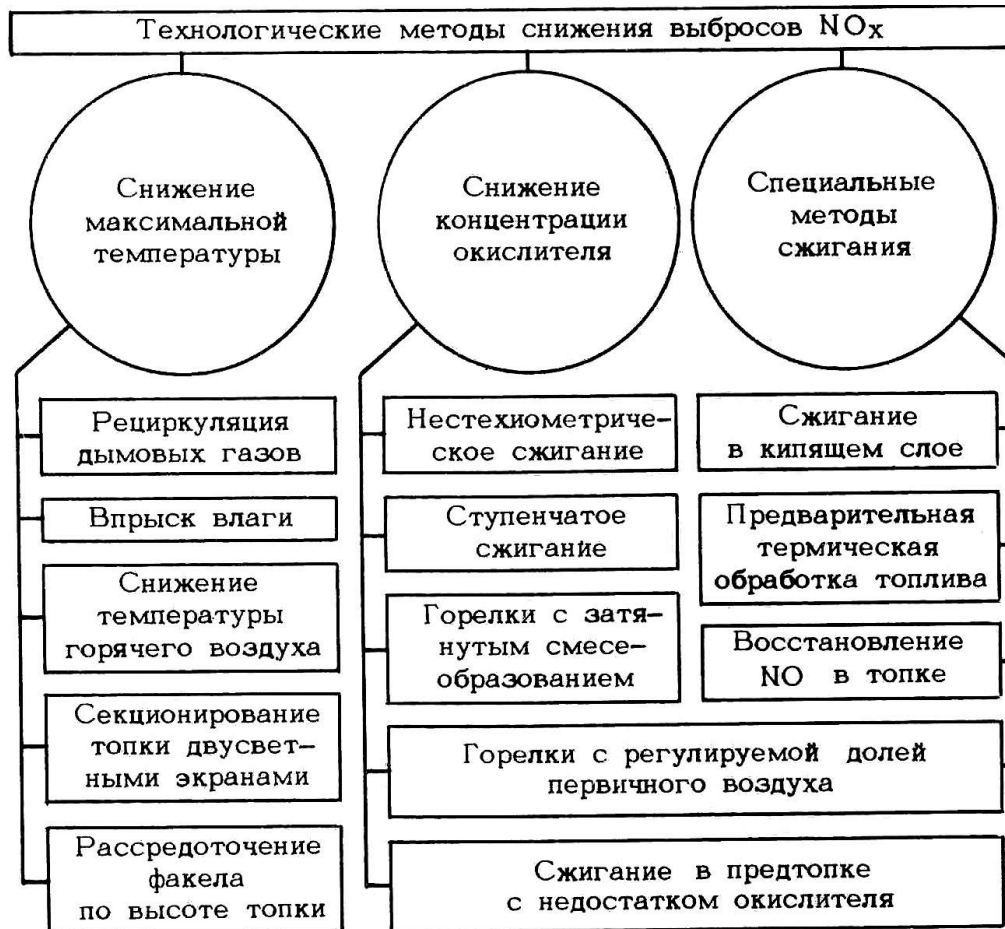 Технологические методы снижения выбросов NOx
Снижение
максимальной
температуры
Снижение
концентрации
окислителя
Специальные
методы
сжигания
Рециркуляция
дымовых газов
Впрыск влаги
Снижение
температуры
горячего воздуха
Секционирование
топки двусвет-
ными экранами
Рассредоточение
факела
по высоте топки
Нестехиометриче-
ское сжигание
Ступенчатое
сжигание
Горелки с затя-
нутым смесе-
образованием
Горелки с регулируемой долей
первичного воздуха
Сжигание в предтопке
с недостатком окислителя
Сжигание
в кипящем слое
Предварительная
термическая
обработка топлива
Восстановление
NO в топке